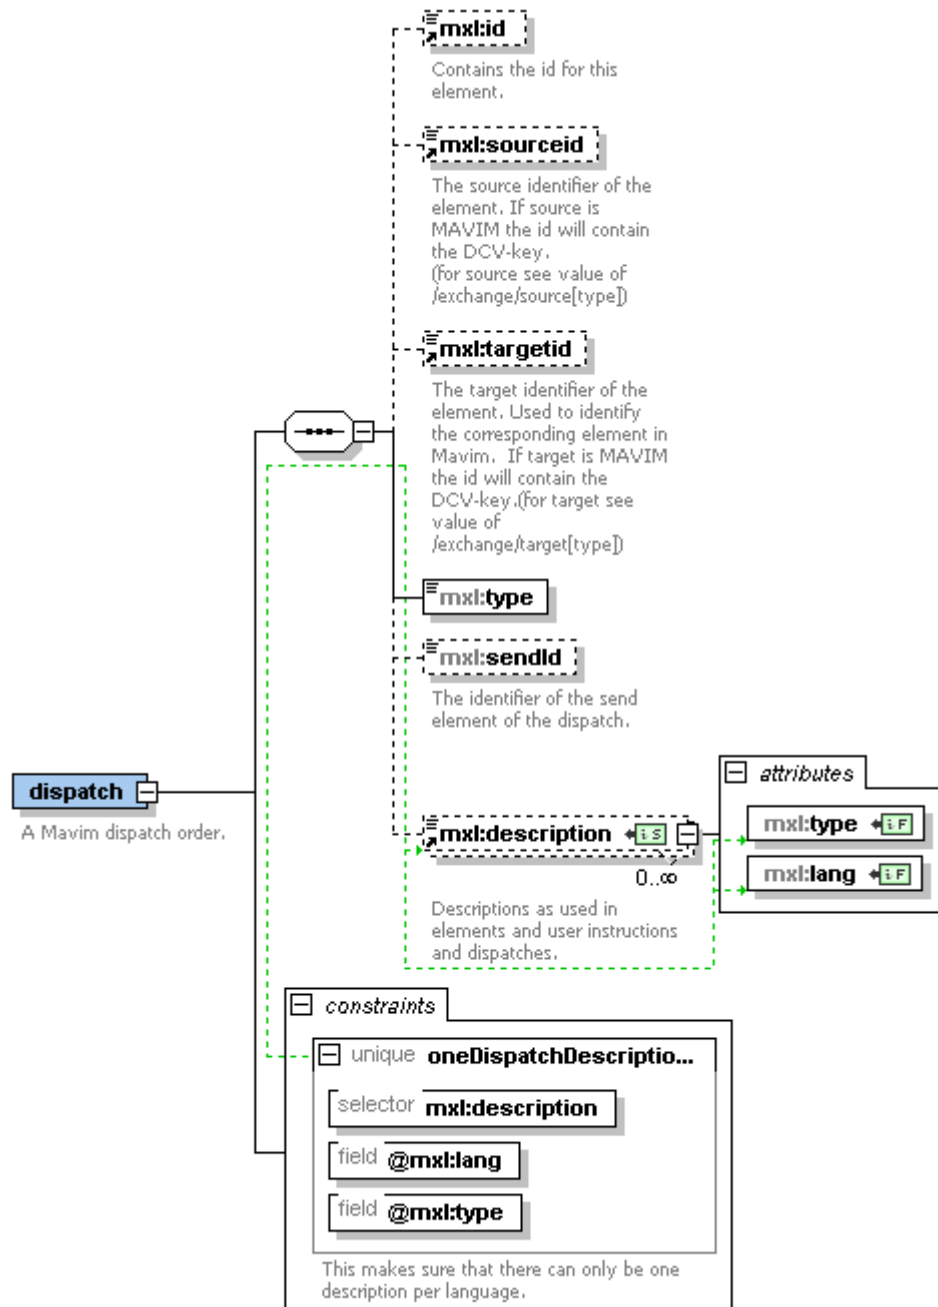 mxl:id
Contains the id for this
element.
mxl:sourceid
The source identifier of the
element. If source is
MAVIM the id will contain
the DCV-key.
(for source see value of
/exchange/source[type])
mxl:targetid
The target identifier of the
element. Used to identify
the corresponding element in
Mavim. If target is MAVIM
the id will contain the
DCV-key.(for target see
value of
/exchange/target[type])
mxl:type
mxl:sendId
The identifier of the send
element of the dispatch.
dispatch
A Mavim dispatch order.
mxl:description
i S
0..∞
Descriptions as used in
elements and user instructions
and dispatches.
attributes
mxl:type
i F
mxl:lang
i F
constraints
unique oneDispatchDescriptio...
selector mxl:description
field @mxl:lang
field @mxl:type
This makes sure that there can only be one
description per language.